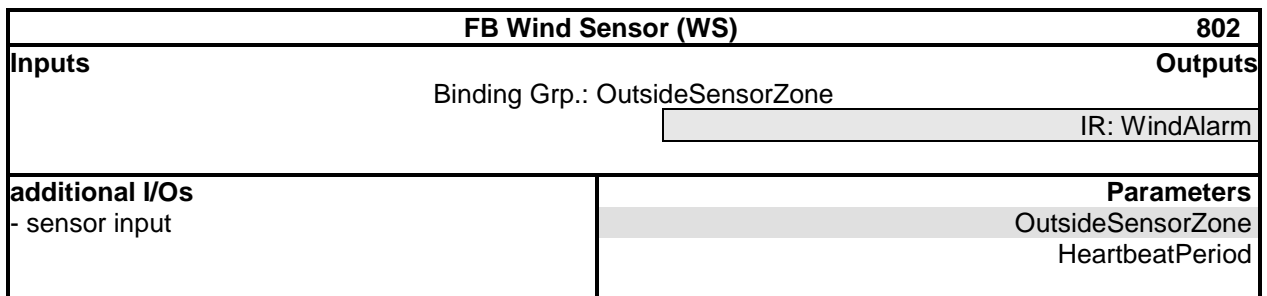 FB Wind Sensor (WS) 802
Inputs Outputs
Binding Grp.: OutsideSensorZone
IR: WindAlarm
additional I/Os Parameters
- sensor input OutsideSensorZone
HeartbeatPeriod